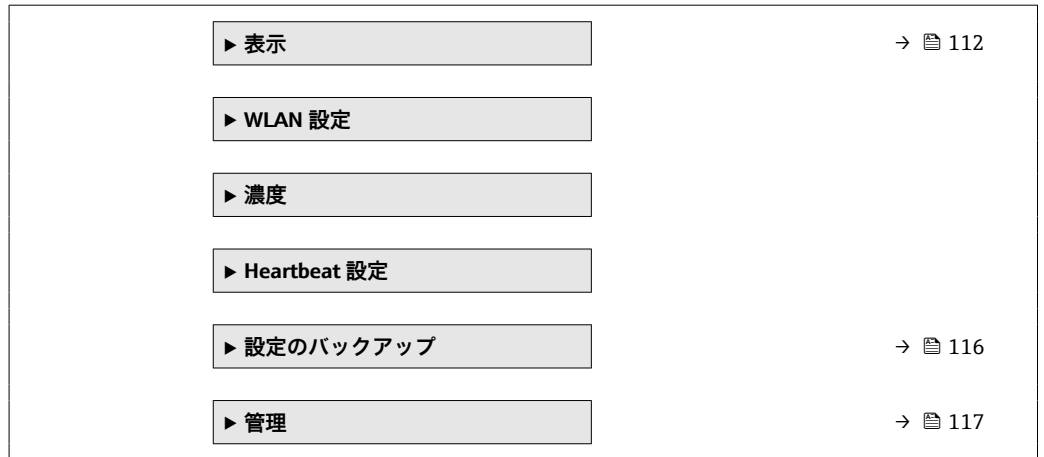 ▶ 表示 → 112
▶ WLAN 設定
▶ 濃度
▶ Heartbeat 設定
▶ 設定のバックアップ → 116
▶ 管理 → 117